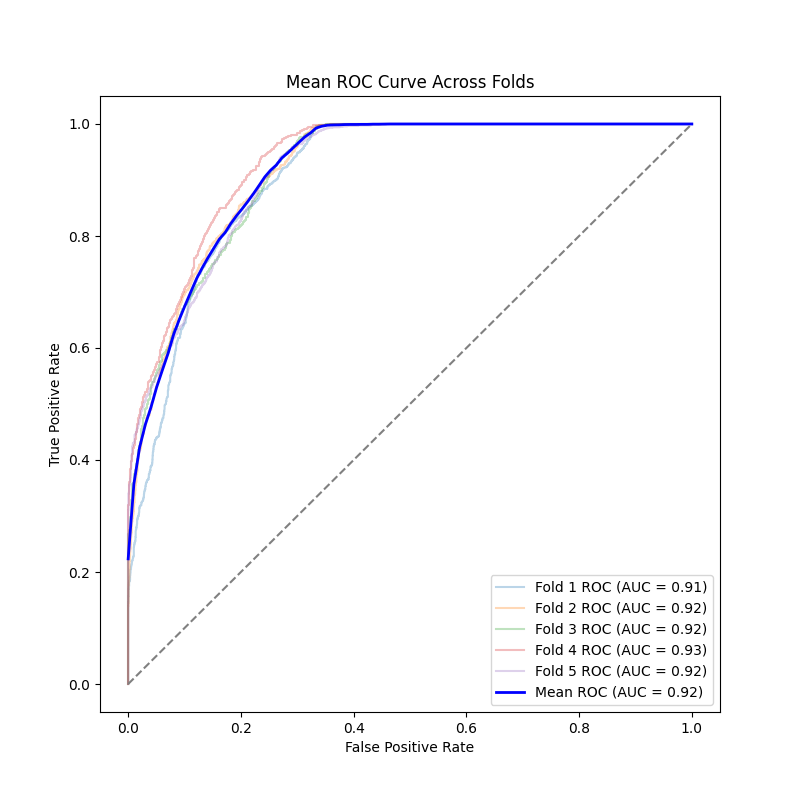 Mean ROC Curve Across Folds
True Positive Rate
1.0
0.8
0.6
0.4
0.2
0.0
Fold 1 ROC (AUC = 0.91)
Fold 2 ROC (AUC = 0.92)
Fold 3 ROC (AUC = 0.92)
Fold 4 ROC (AUC = 0.93)
Fold 5 ROC (AUC = 0.92)
Mean ROC (AUC = 0.92)
0.0 0.2 0.4 0.6 0.8 1.0
False Positive Rate